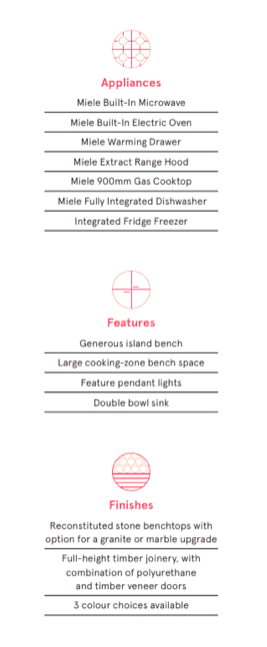 Appliances
Miele Built-In Microwave
Miele Built-In Electric Oven
Miele Warming Drawer
Miele Extract Range Hood
Miele 900mm Gas Cooktop
Miele Fully Integrated Dishwasher
Integrated Fridge Freezer
Features
Generous island bench
Large cooking-zone bench space
Feature pendant lights
Double bowl sink
Finishes
Reconstituted stone benchtops with
option for a granite or marble upgrade
Full-height timber joinery, with
combination of polyurethane
and timber veneer doors
3 colour choices available